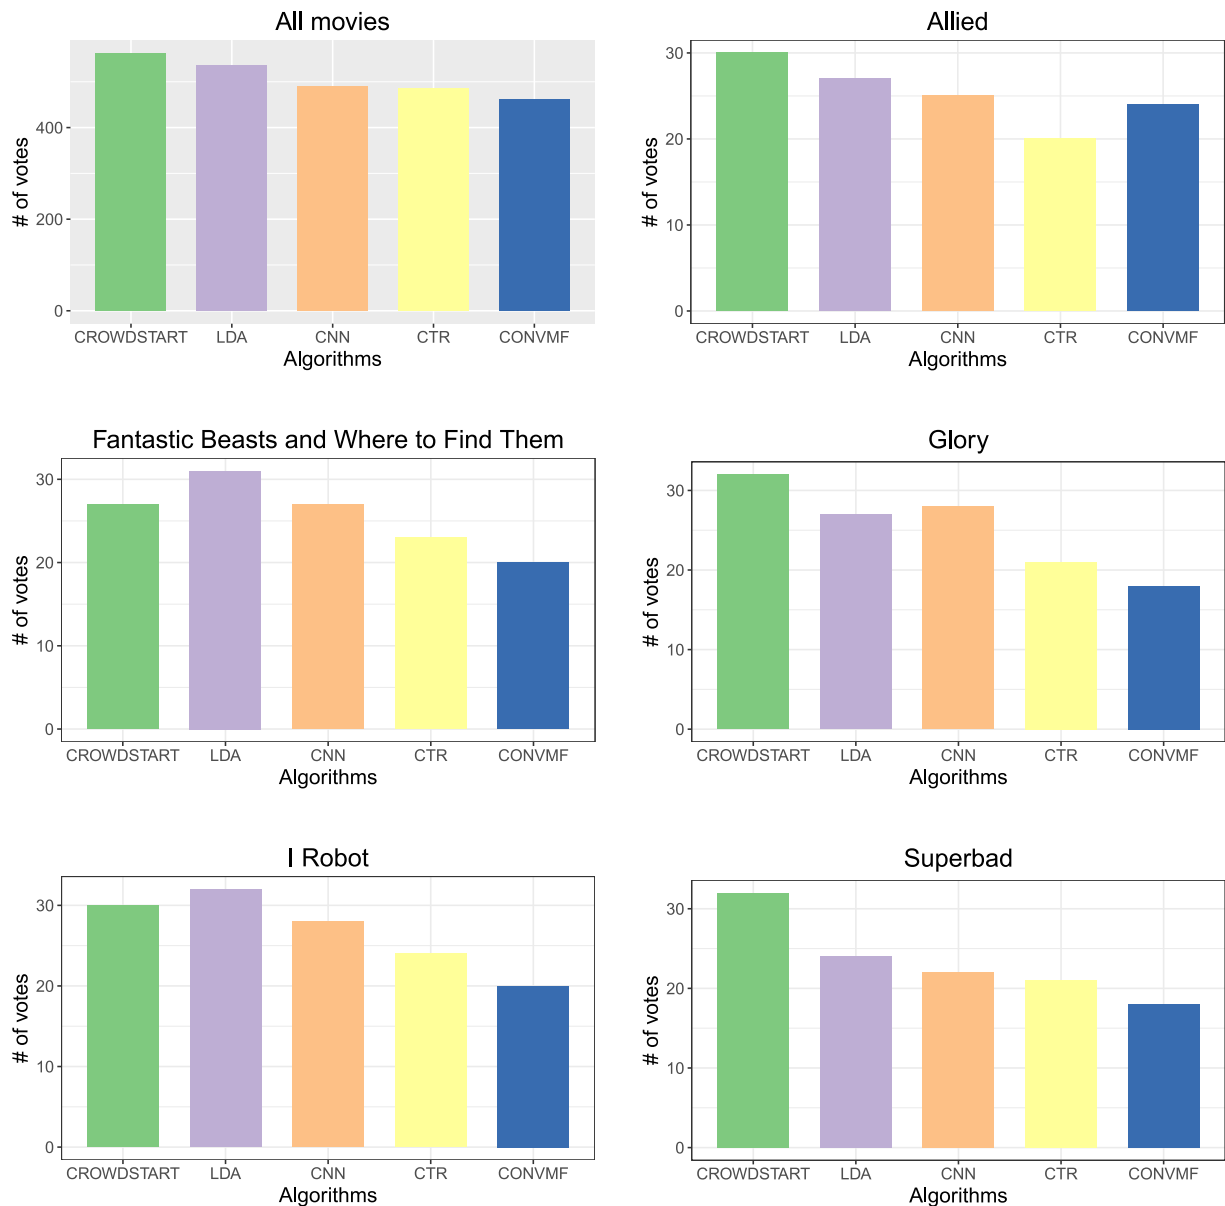 All movies
# of votes
400
200
0
CROWDSTART LDA CNN CTR CONVMF
Algorithms
Allied
# of votes
30
20
10
0
CROWDSTART LDA CNN CTR CONVMF
Algorithms
Fantastic Beasts and Where to Find Them
# of votes
30
20
10
0
CROWDSTART LDA CNN CTR CONVMF
Algorithms
Glory
# of votes
30
20
10
0
CROWDSTART LDA CNN CTR CONVMF
Algorithms
I Robot
# of votes
30
20
10
0
CROWDSTART LDA CNN CTR CONVMF
Algorithms
Superbad
# of votes
30
20
10
0
CROWDSTART LDA CNN CTR CONVMF
Algorithms